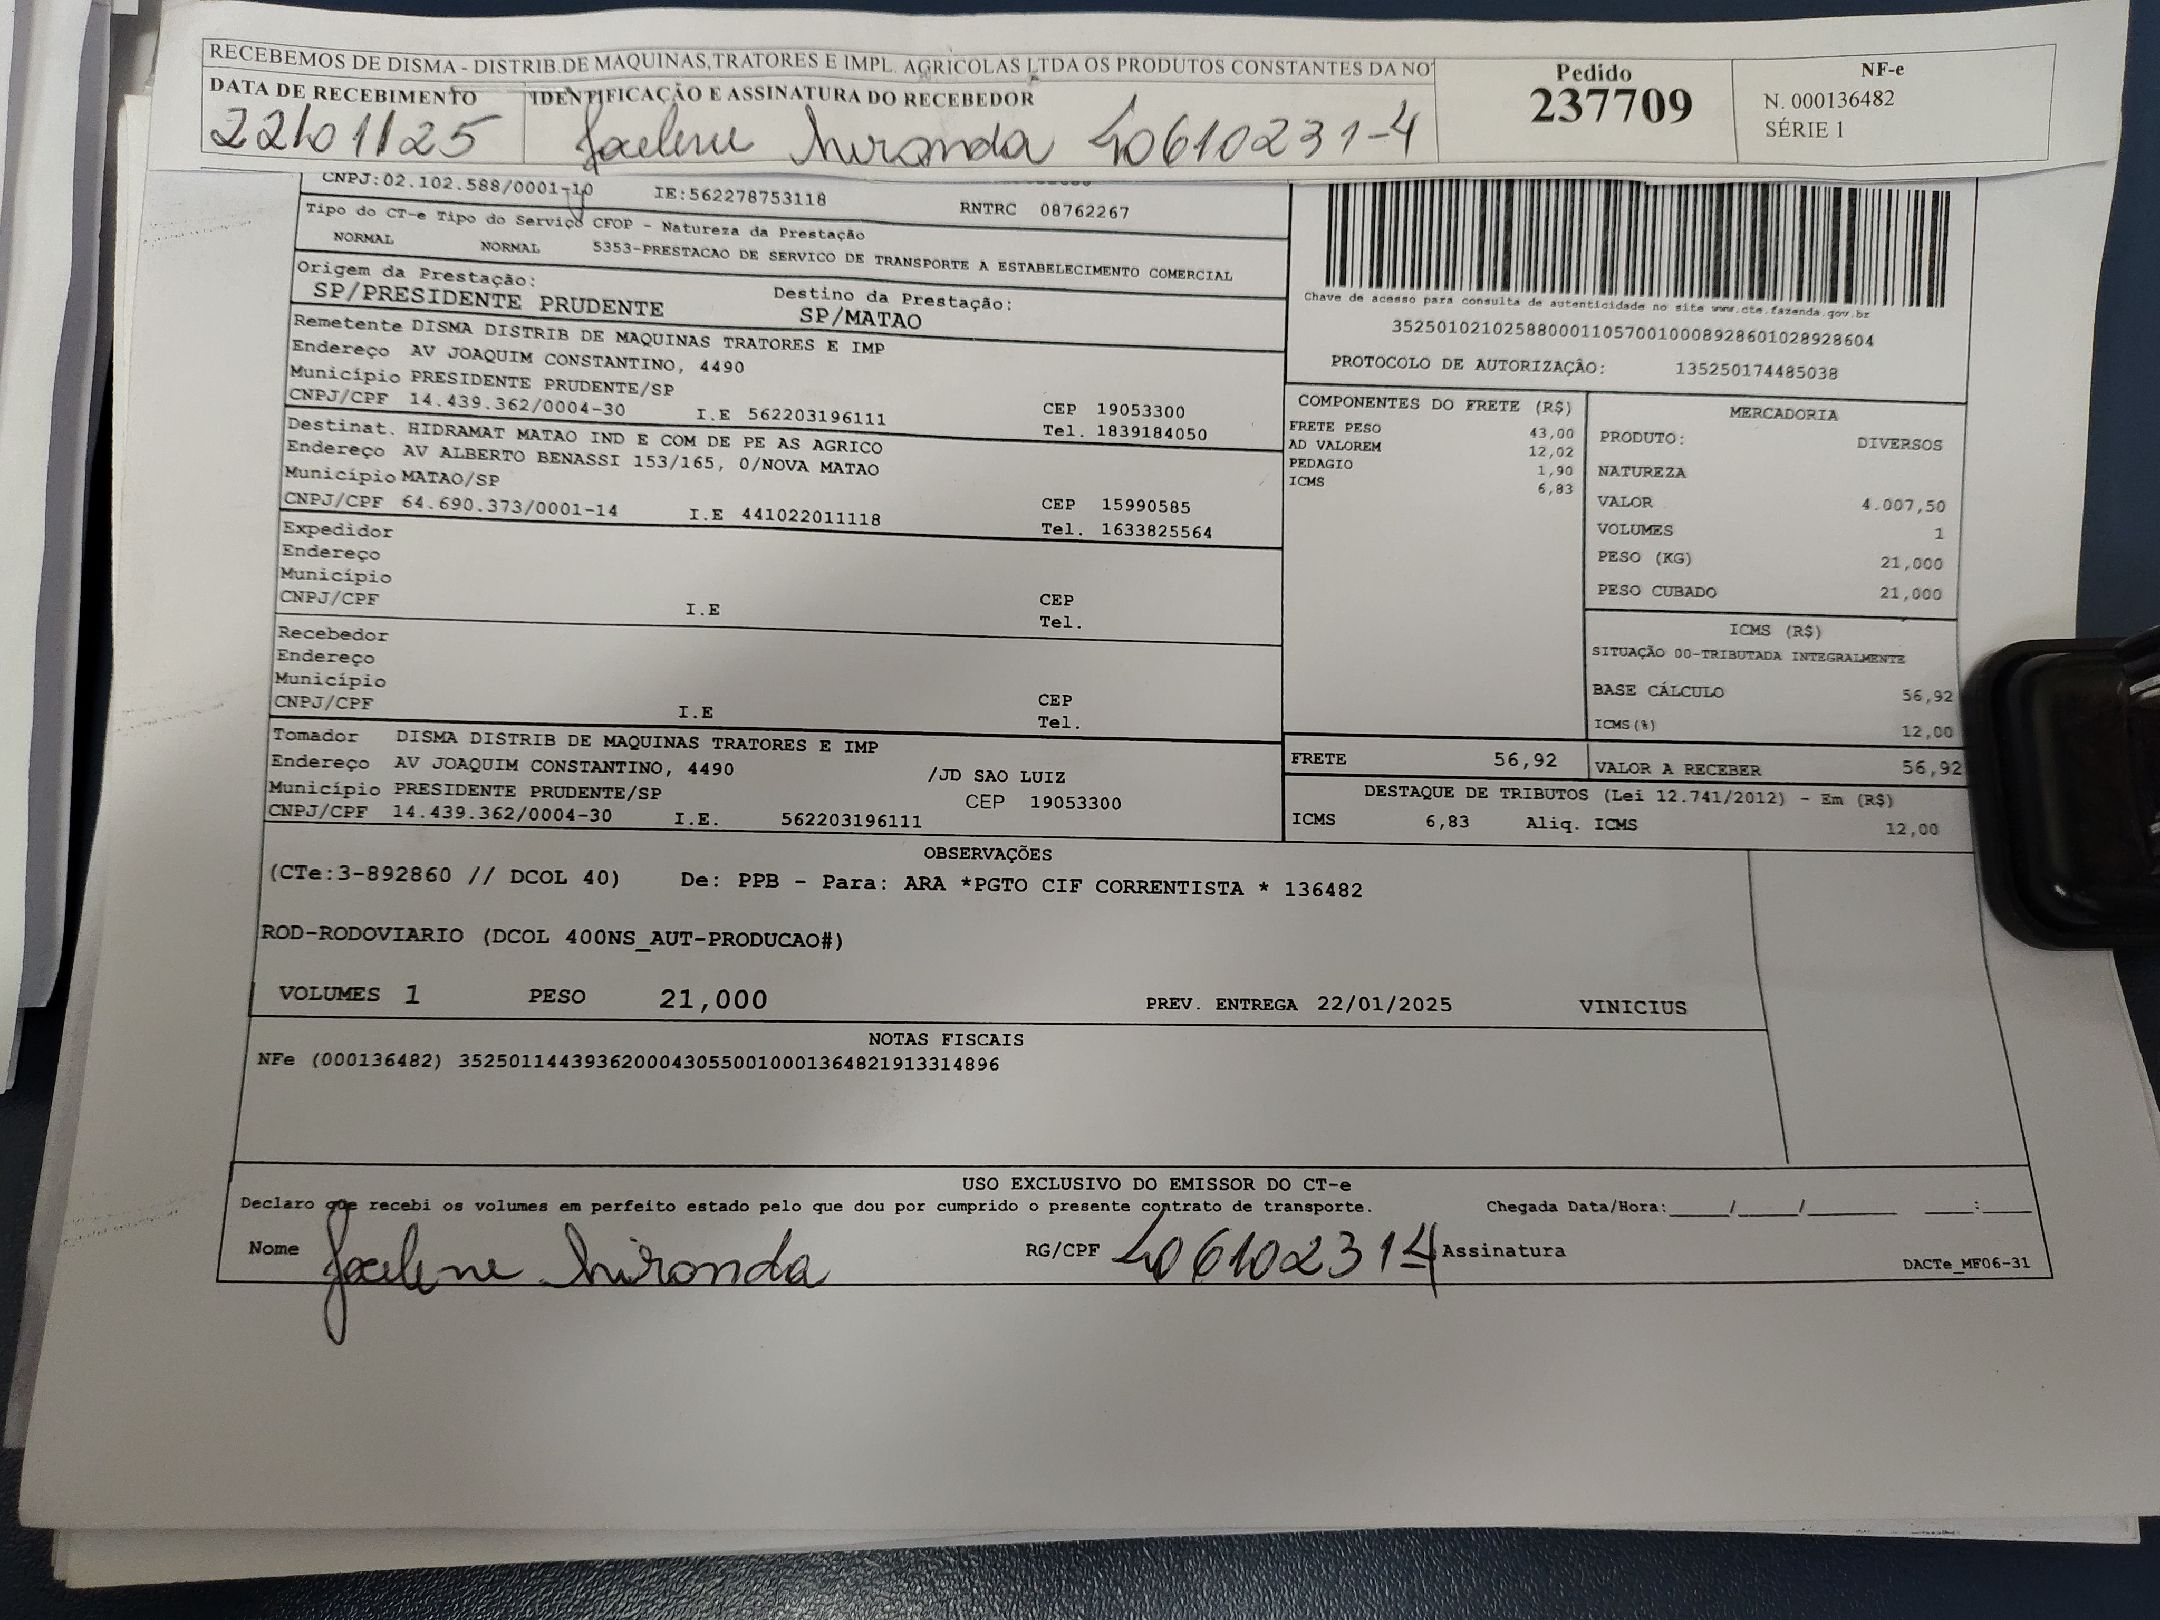 RECEBEMOS DE DISMA - DISTRIB.DE MAQUINAS,TRATORES E IMPL. AGRICOLAS LTDA OS PRODUTOS CONSTANTES DA NO
DATA DE RECEBIMENTO IDENTIFICAÇÃO E ASSINATURA DO RECEBEDOR
22/01/25 Jocelene Miranda 40610231-4
Pedido
237709
NF-e
N. 000136482
SÉRIE 1
CNPJ:02.102.588/0001-10 IE:562278753118 RNTRC 08762267
Tipo do CT-e Tipo do Serviço CFOP - Natureza da Prestação
NORMAL NORMAL 5353-PRESTACAO DE SERVICO DE TRANSPORTE A ESTABELECIMENTO COMERCIAL
Origem da Prestação: Destino da Prestação:
SP/PRESIDENTE PRUDENTE SP/MATAO
Chave de acesso para consulta de autenticidade no site www.cte.fazenda.gov.br
35250102102588000110570010008928601028928604
PROTOCOLO DE AUTORIZAÇÃO: 135250174485038
Remetente DISMA DISTRIB DE MAQUINAS TRATORES E IMP
Endereço AV JOAQUIM CONSTANTINO, 4490
Município PRESIDENTE PRUDENTE/SP CEP 19053300
CNPJ/CPF 14.439.362/0004-30 I.E 562203196111 Tel. 1839184050
Destinat. HIDRAMAT MATAO IND E COM DE PE AS AGRICO
Endereço AV ALBERTO BENASSI 153/165, 0/NOVA MATAO
Município MATAO/SP CEP 15990585
CNPJ/CPF 64.690.373/0001-14 I.E 441022011118 Tel. 1633825564
Expedidor
Endereço
Município CEP
CNPJ/CPF I.E Tel.
Recebedor
Endereço
Município CEP
CNPJ/CPF I.E Tel.
Tomador DISMA DISTRIB DE MAQUINAS TRATORES E IMP
Endereço AV JOAQUIM CONSTANTINO, 4490 /JD SAO LUIZ
Município PRESIDENTE PRUDENTE/SP CEP 19053300
CNPJ/CPF 14.439.362/0004-30 I.E. 562203196111
COMPONENTES DO FRETE (R$)
FRETE PESO 43,00
AD VALOREM 12,02
PEDAGIO 1,90
ICMS 6,83
MERCADORIA
PRODUTO: DIVERSOS
NATUREZA
VALOR 4.007,50
VOLUMES 1
PESO (KG) 21,000
PESO CUBADO 21,000
ICMS (R$)
SITUAÇÃO 00-TRIBUTADA INTEGRALMENTE
BASE CÁLCULO 56,92
ICMS(%) 12,00
FRETE 56,92 VALOR A RECEBER 56,92
DESTAQUE DE TRIBUTOS (Lei 12.741/2012) - Em (R$)
ICMS 6,83 Aliq. ICMS 12,00
OBSERVAÇÕES
(CTe:3-892860 // DCOL 40) De: PPB - Para: ARA *PGTO CIF CORRENTISTA * 136482
ROD-RODOVIARIO (DCOL 400NS_AUT-PRODUCAO#)
VOLUMES 1 PESO 21,000 PREV. ENTREGA 22/01/2025 VINICIUS
NOTAS FISCAIS
NFe (000136482) 35250114439362000430550010001364821913314896
USO EXCLUSIVO DO EMISSOR DO CT-e
Declaro que recebi os volumes em perfeito estado pelo que dou por cumprido o presente contrato de transporte. Chegada Data/Hora:____/____/______ ____:____
Nome Jocelene Miranda RG/CPF 406102314 Assinatura
DACTe_MF06-31